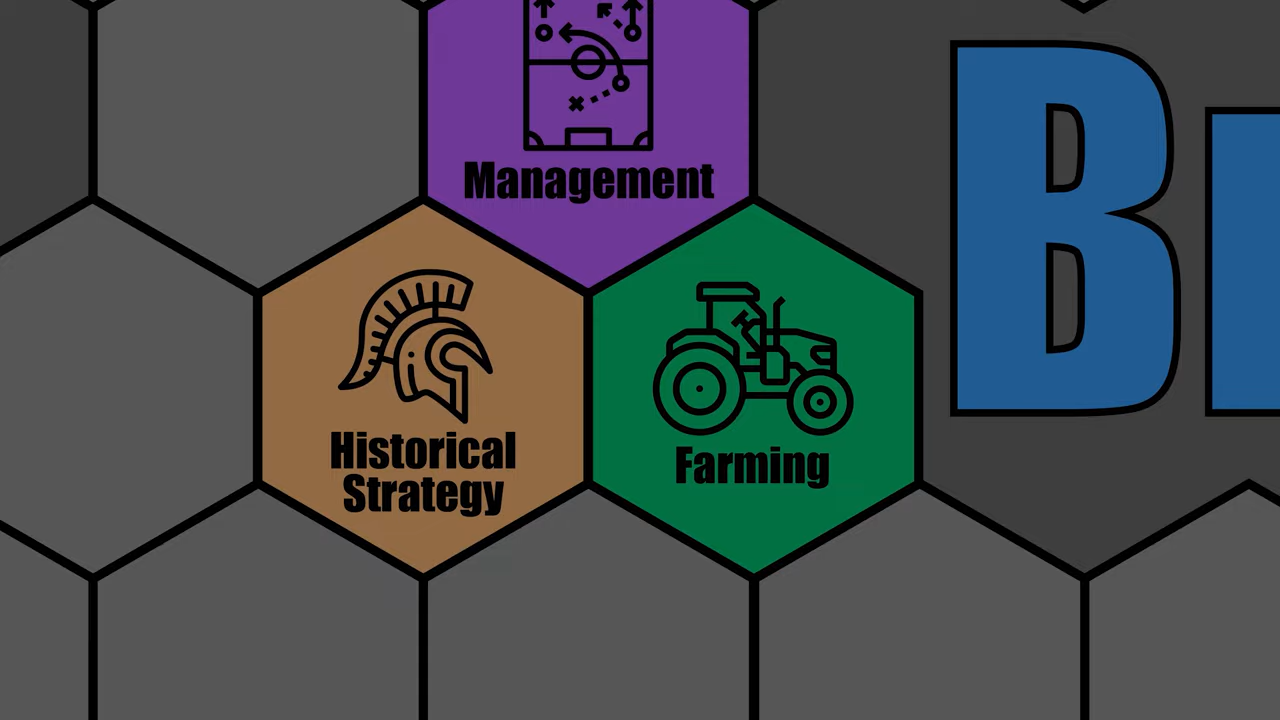 Management
Historical
Strategy
Farming
B